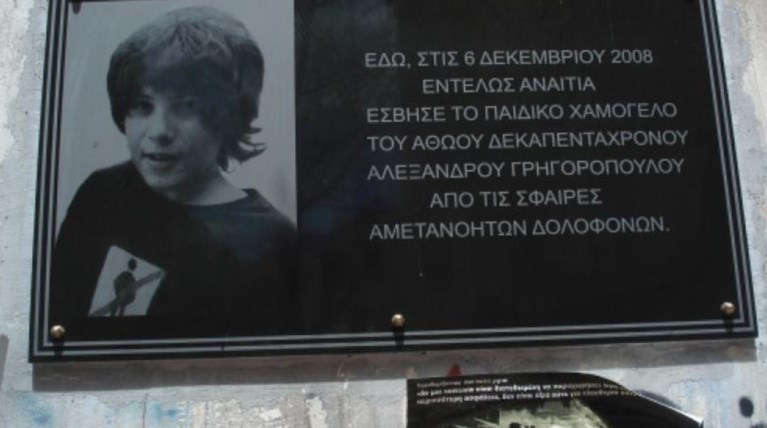 ΕΔΩ, ΣΤΙΣ 6 ΔΕΚΕΜΒΡΙΟΥ 2008
ΕΝΤΕΛΩΣ ΑΝΑΙΤΙΑ
ΕΣΒΗΣΕ ΤΟ ΠΑΙΔΙΚΟ ΧΑΜΟΓΕΛΟ
ΤΟΥ ΑΘΩΟΥ ΔΕΚΑΠΕΝΤΑΧΡΟΝΟΥ
ΑΛΕΞΑΝΔΡΟΥ ΓΡΗΓΟΡΟΠΟΥΛΟΥ
ΑΠΟ ΤΙΣ ΣΦΑΙΡΕΣ
ΑΜΕΤΑΝΟΗΤΩΝ ΔΟΛΟΦΟΝΩΝ.